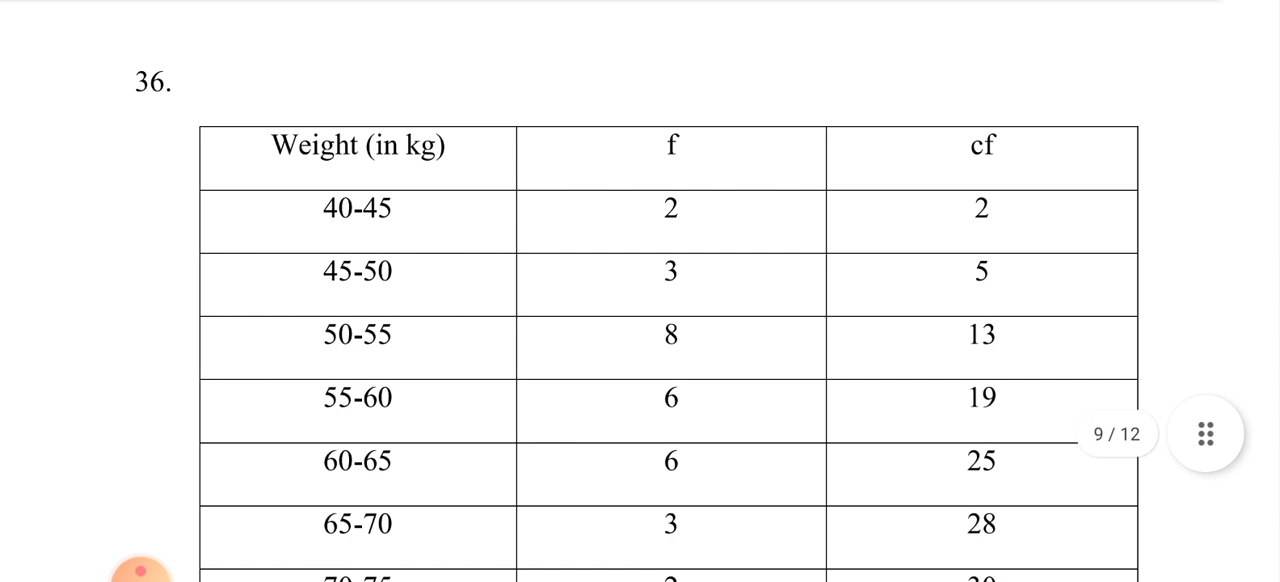 36.
Weight (in kg) f cf
40-45 2 2
45-50 3 5
50-55 8 13
55-60 6 19
9 / 12
60-65 6 25
65-70 3 28